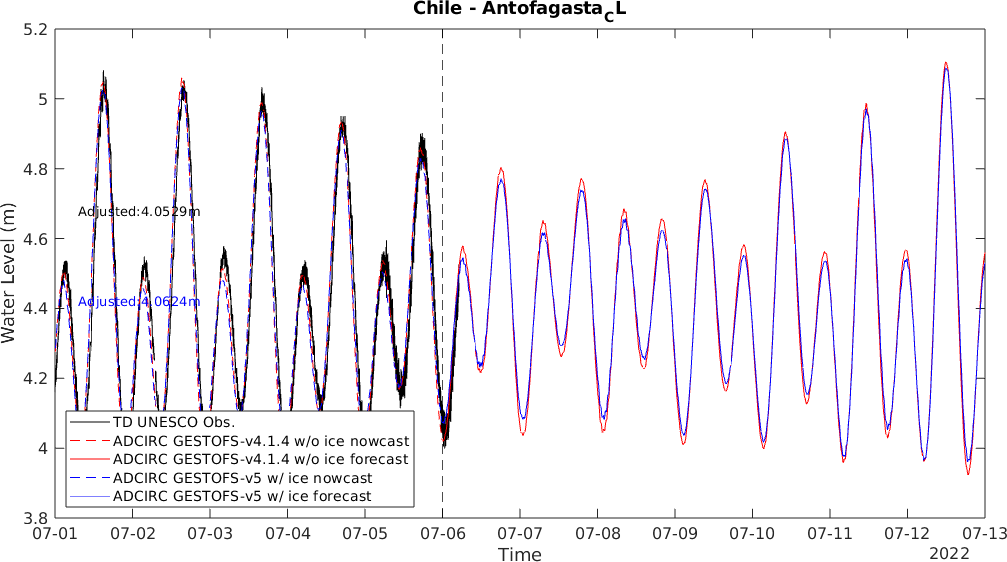 Chile - Antofagasta_CL
5.2
5
4.8
4.6
4.4
4.2
4
3.8
Water Level (m)
Adjusted:4.0529m
Adjusted:4.0624m
TD UNESCO Obs.
ADCIRC GESTOFS-v4.1.4 w/o ice nowcast
ADCIRC GESTOFS-v4.1.4 w/o ice forecast
ADCIRC GESTOFS-v5 w/ ice nowcast
ADCIRC GESTOFS-v5 w/ ice forecast
07-01 07-02 07-03 07-04 07-05 07-06 07-07 07-08 07-09 07-10 07-11 07-12 07-13
Time
2022